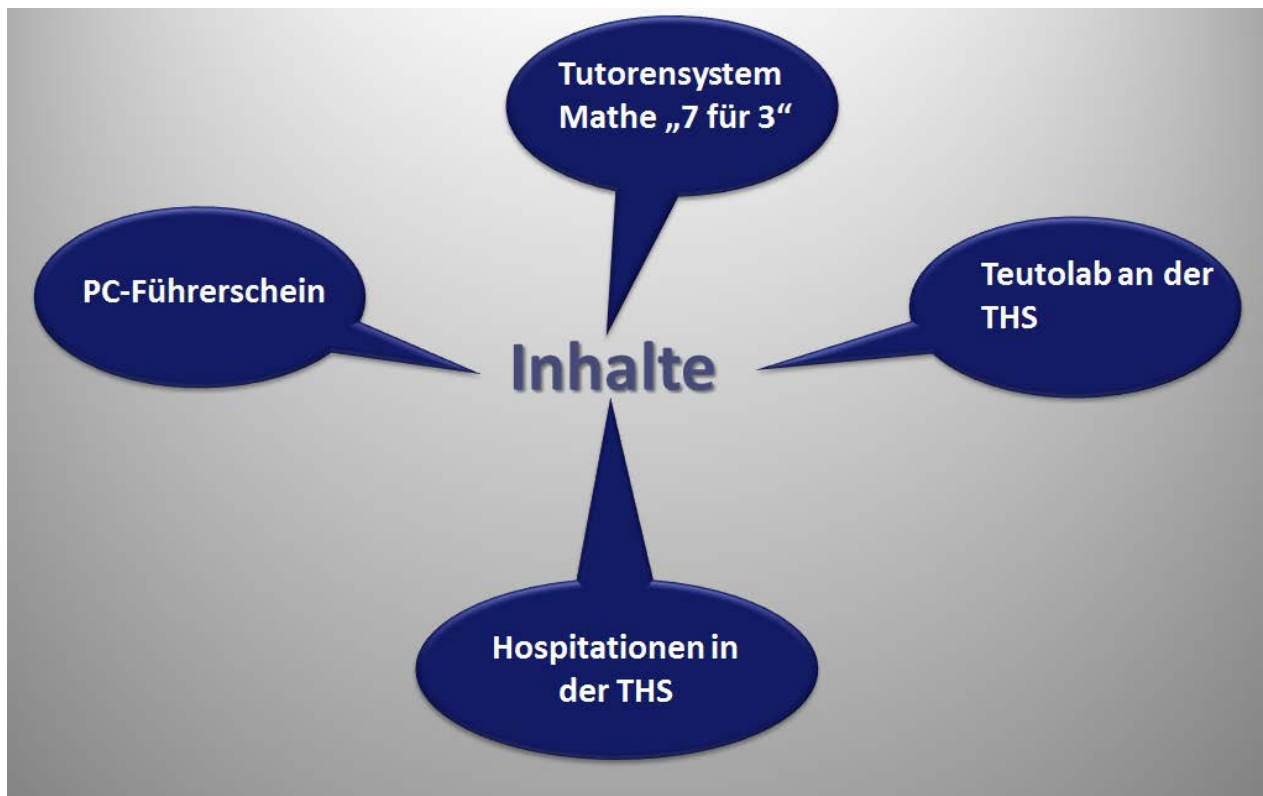 Tutorensystem
Mathe „7 für 3“
PC-Führerschein
Teutolab an der
THS
Inhalte
Hospitationen in
der THS